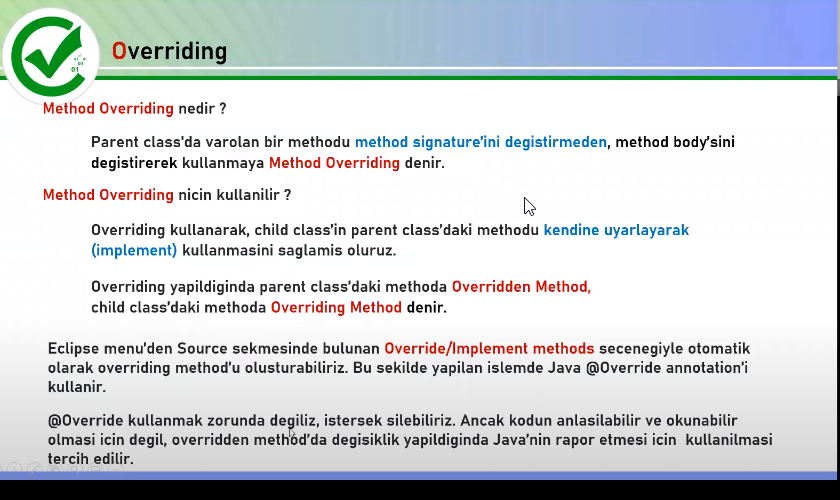 Overriding
Method Overriding nedir ?
Parent class'da varolan bir methodu method signature'ini degistirmeden, method body'sini
degistirerek kullanmaya Method Overriding denir.
Method Overriding nicin kullanilir ?
Overriding kullanarak, child class'in parent class'daki methodu kendine uyarlayarak
(implement) kullanmasini saglamis oluruz.
Overriding yapildiginda parent class'daki methoda Overridden Method,
child class'daki methoda Overriding Method denir.
Eclipse menu'den Source sekmesinde bulunan Override/Implement methods secenegiyle otomatik
olarak overriding method'u olusturabiliriz. Bu sekilde yapilan islemde Java @Override annotation'i
kullanir.
@Override kullanmak zorunda degiliz, istersek silebiliriz. Ancak kodun anlasilabilir ve okunabilir
olmasi icin degil, overridden method'da degisiklik yapildiginda Java'nin rapor etmesi icin kullanilmasi
tercih edilir.